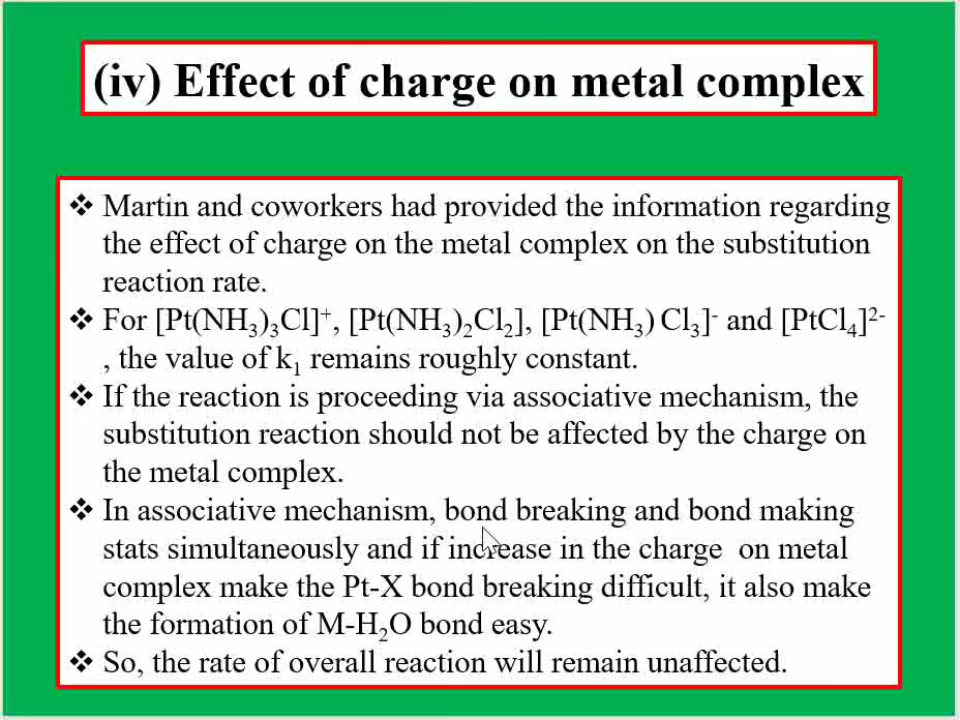 (iv) Effect of charge on metal complex
❖ Martin and coworkers had provided the information regarding
the effect of charge on the metal complex on the substitution
reaction rate.
❖ For [Pt(NH₃)₃Cl]⁺, [Pt(NH₃)₂Cl₂], [Pt(NH₃) Cl₃]⁻ and [PtCl₄]²⁻
, the value of k₁ remains roughly constant.
❖ If the reaction is proceeding via associative mechanism, the
substitution reaction should not be affected by the charge on
the metal complex.
❖ In associative mechanism, bond breaking and bond making
stats simultaneously and if increase in the charge on metal
complex make the Pt-X bond breaking difficult, it also make
the formation of M-H₂O bond easy.
❖ So, the rate of overall reaction will remain unaffected.